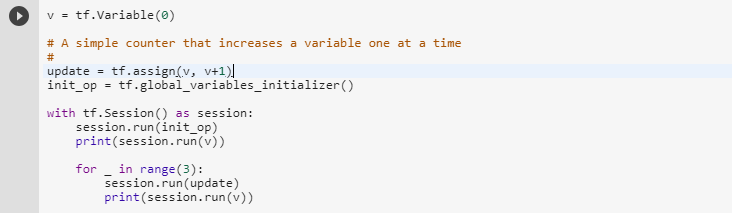 v = tf.Variable(0)
# A simple counter that increases a variable one at a time
#
update = tf.assign(v, v+1)
init_op = tf.global_variables_initializer()
with tf.Session() as session:
    session.run(init_op)
    print(session.run(v))
    for _ in range(3):
        session.run(update)
        print(session.run(v))